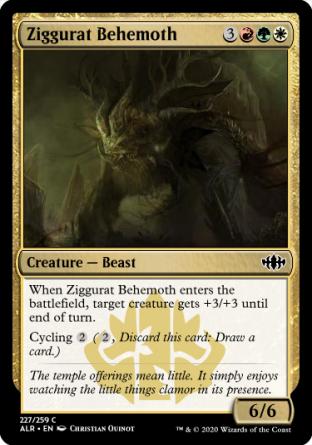 Ziggurat Behemoth 3
Creature — Beast
When Ziggurat Behemoth enters the
battlefield, target creature gets +3/+3 until
end of turn.
Cycling 2 ( 2, Discard this card: Draw a
card.)
The temple offerings mean little. It simply enjoys
watching the little things clamor in its presence.
6/6
227/259 C
ALR • EN CHRISTIAN QUINOT
™ & © 2020 Wizards of the Coast